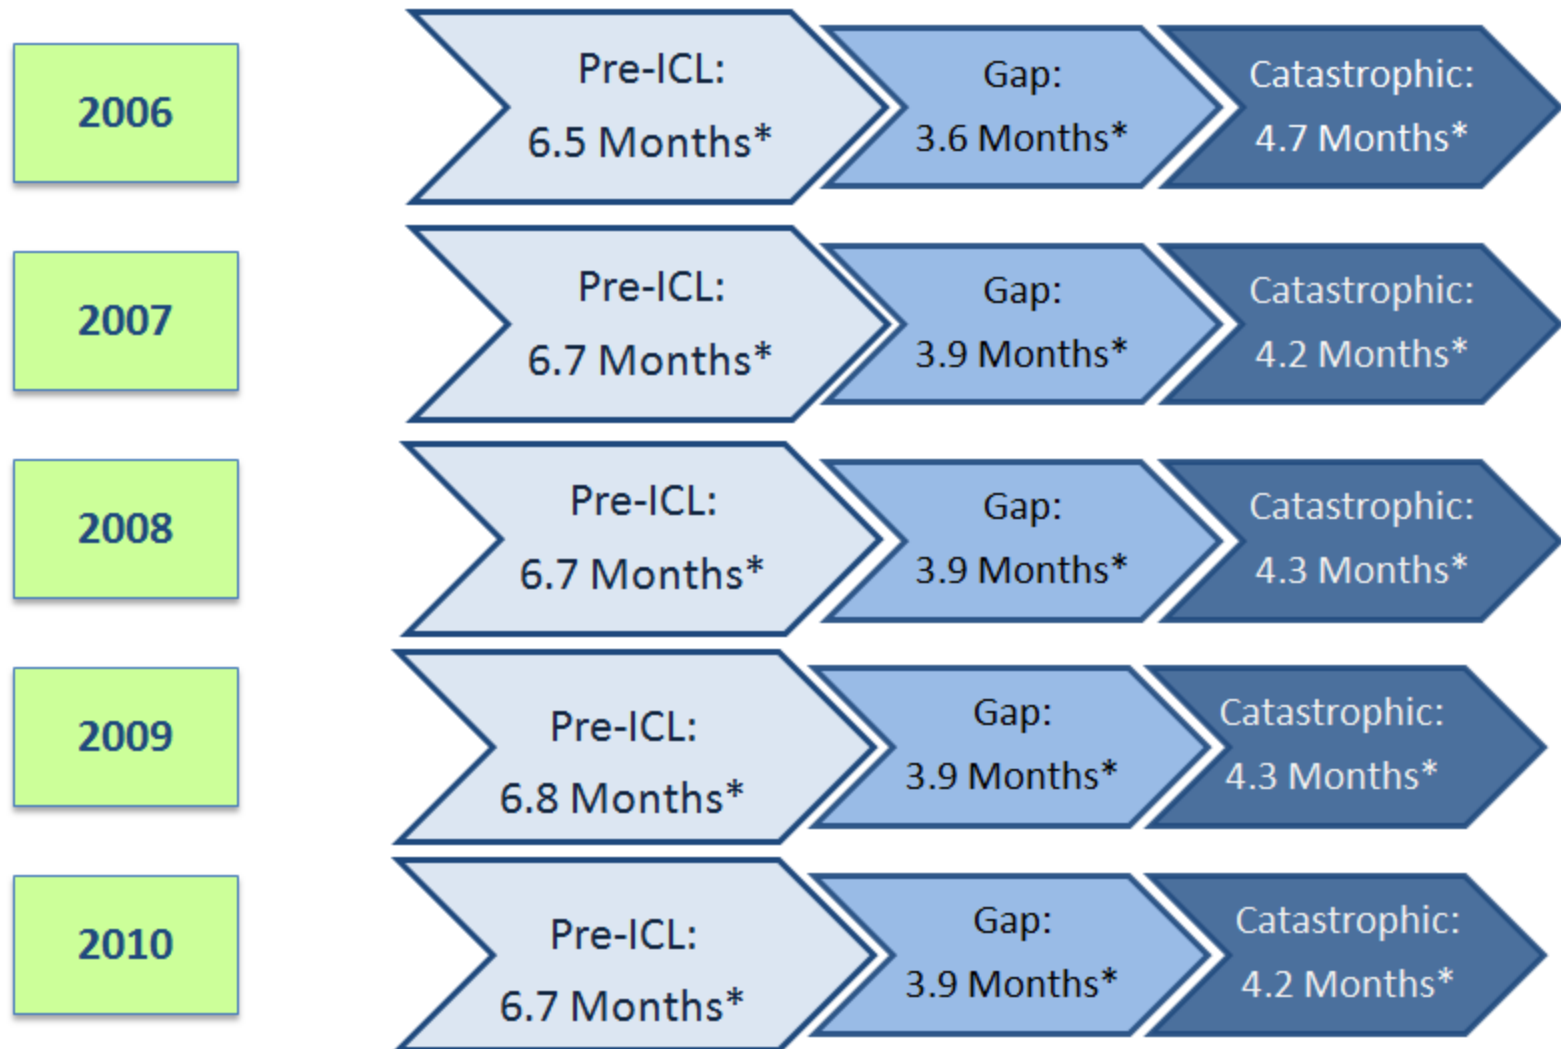 2006
Pre-ICL:
6.5 Months*
Gap:
3.6 Months*
Catastrophic:
4.7 Months*
2007
Pre-ICL:
6.7 Months*
Gap:
3.9 Months*
Catastrophic:
4.2 Months*
2008
Pre-ICL:
6.7 Months*
Gap:
3.9 Months*
Catastrophic:
4.3 Months*
2009
Pre-ICL:
6.8 Months*
Gap:
3.9 Months*
Catastrophic:
4.3 Months*
2010
Pre-ICL:
6.7 Months*
Gap:
3.9 Months*
Catastrophic:
4.2 Months*